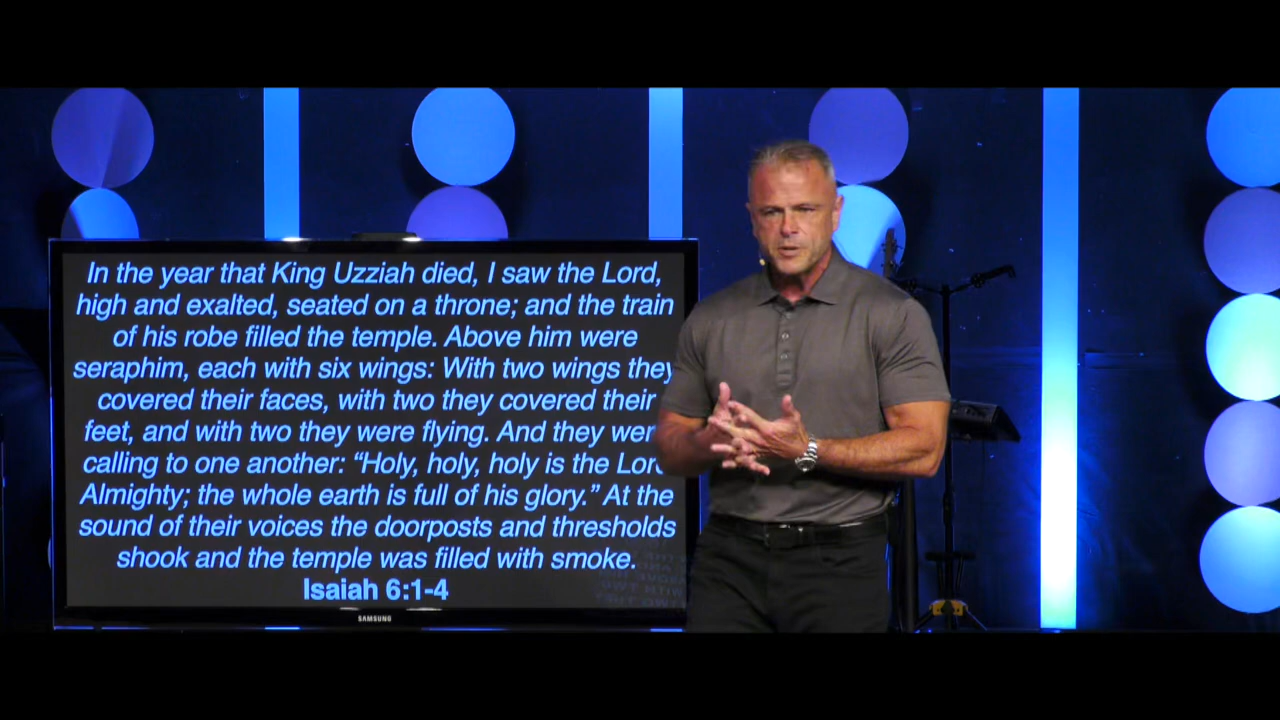 In the year that King Uzziah died, I saw the Lord,
high and exalted, seated on a throne; and the train
of his robe filled the temple. Above him were
seraphim, each with six wings: With two wings they
covered their faces, with two they covered their
feet, and with two they were flying. And they wer
calling to one another: “Holy, holy, holy is the Lor
Almighty; the whole earth is full of his glory.” At the
sound of their voices the doorposts and thresholds
shook and the temple was filled with smoke.
Isaiah 6:1-4
SAMSUNG